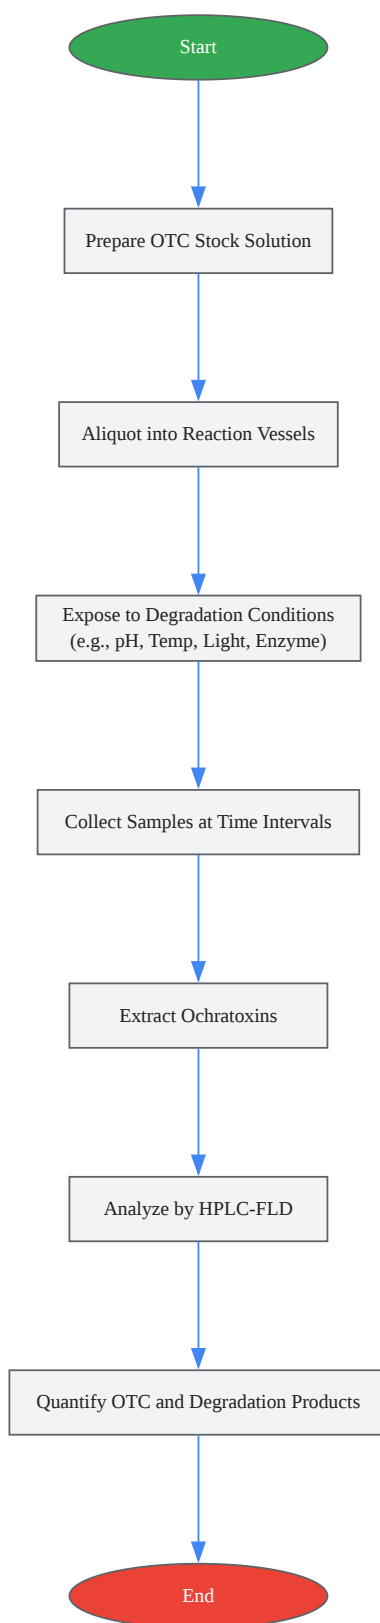 Start
Prepare OTC Stock Solution
Aliquot into Reaction Vessels
Expose to Degradation Conditions
(e.g., pH, Temp, Light, Enzyme)
Collect Samples at Time Intervals
Extract Ochratoxins
Analyze by HPLC-FLD
Quantify OTC and Degradation Products
End